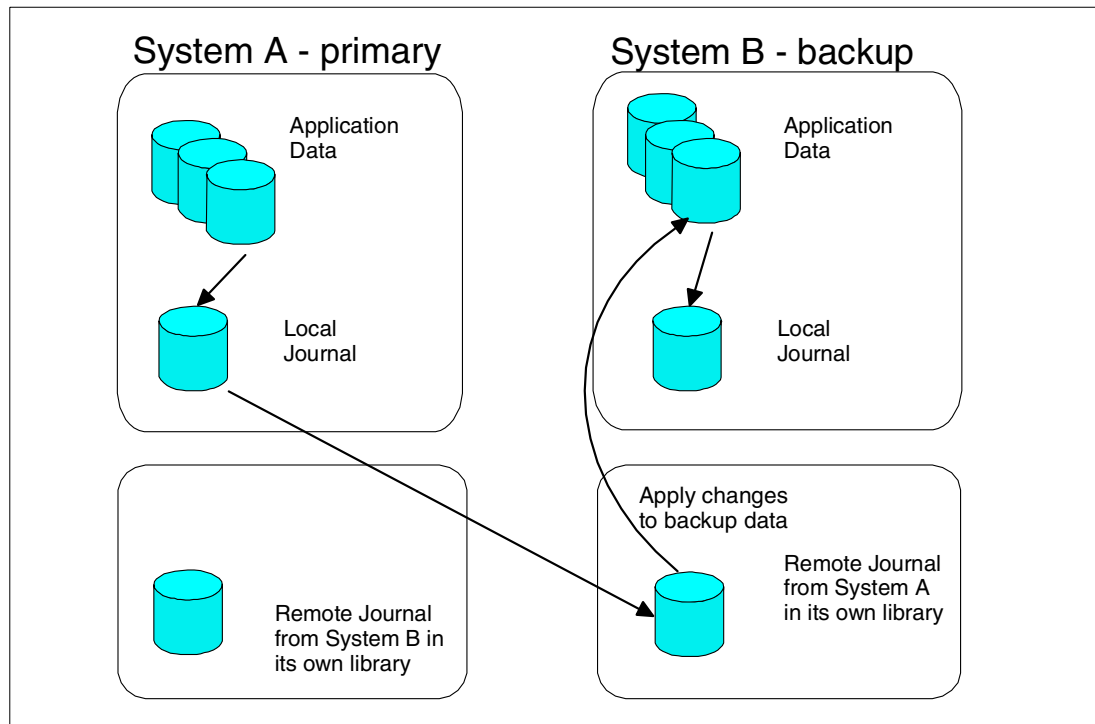 System A - primary
System B - backup
Application
Data
Application
Data
Local
Journal
Local
Journal
Apply changes
to backup data
Remote Journal
from System A
in its own library
Remote Journal
from System B in
its own library